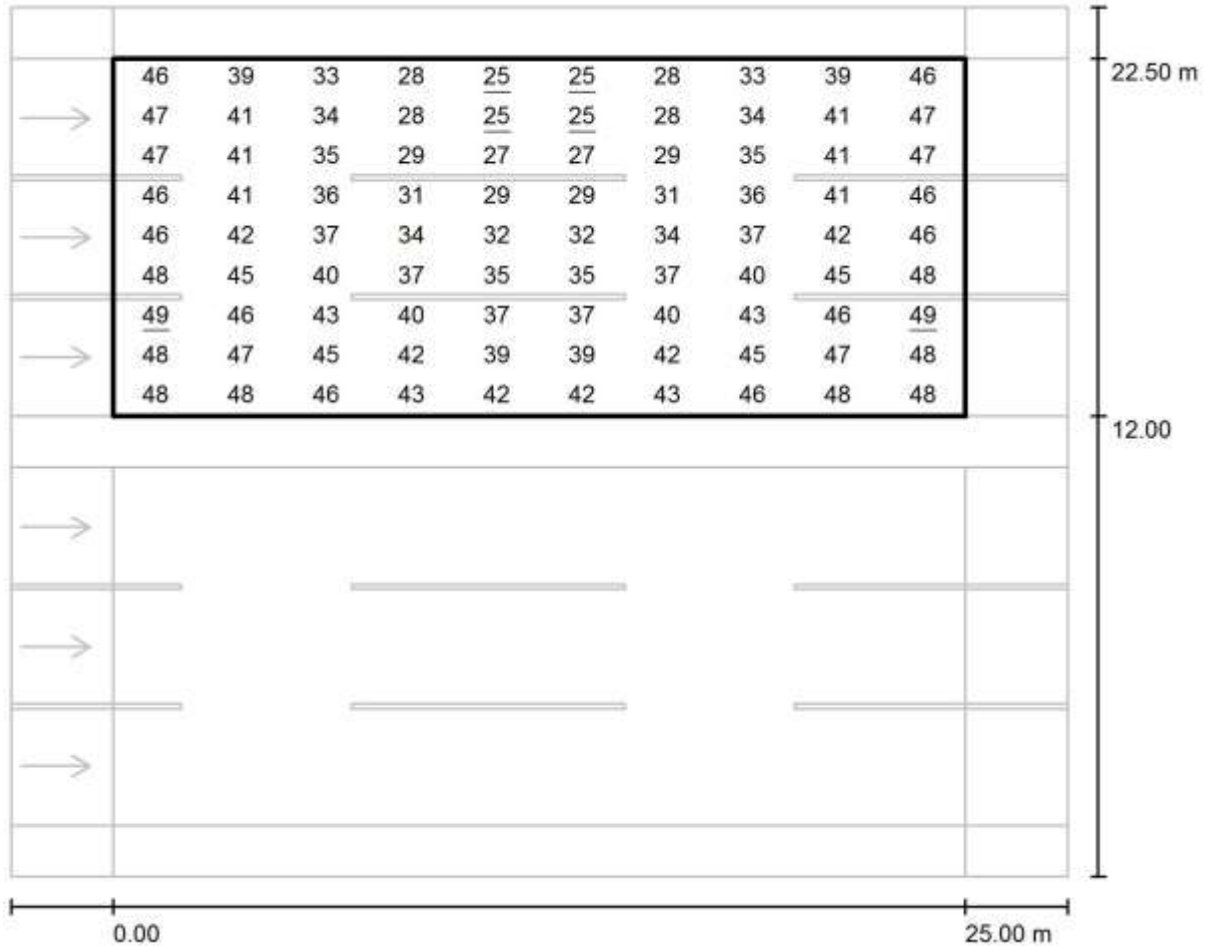 46 39 33 28 25 25 28 33 39 46
22.50 m
47 41 34 28 25 25 28 34 41 47
47 41 35 29 27 27 29 35 41 47
46 41 36 31 29 29 31 36 41 46
46 42 37 34 32 32 34 37 42 46
48 45 40 37 35 35 37 40 45 48
49 46 43 40 37 37 40 43 46 49
48 47 45 42 39 39 42 45 47 48
48 48 46 43 42 42 43 46 48 48
12.00
0.00 25.00 m